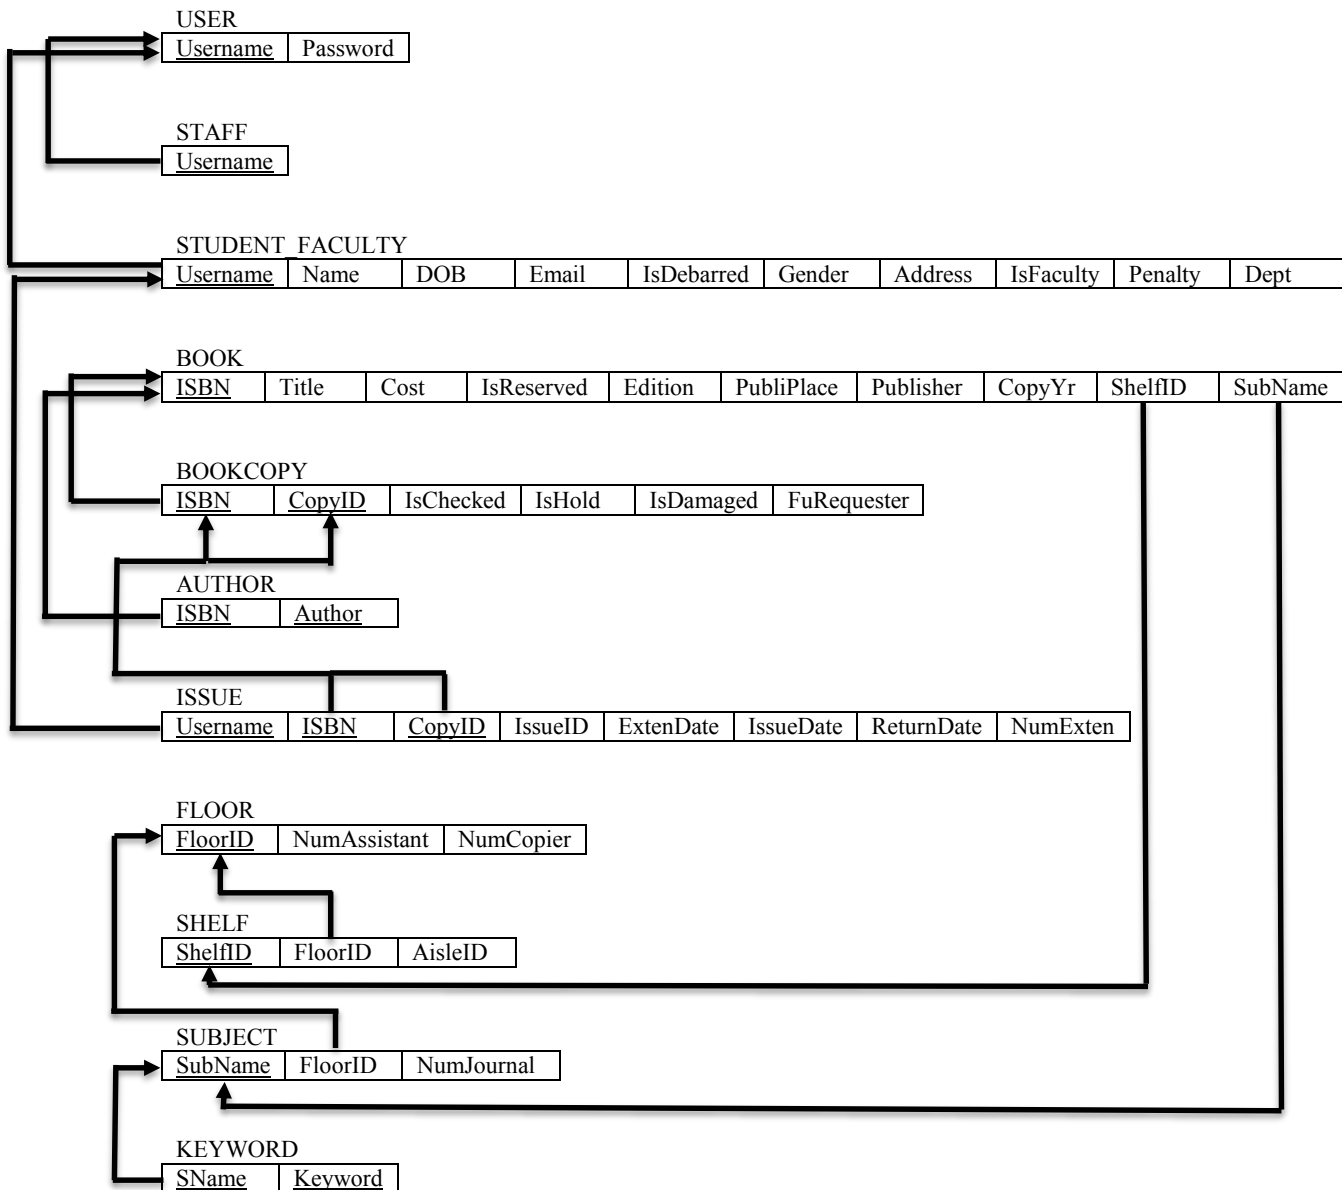 USER
Username Password
STAFF
Username
STUDENT_FACULTY
Username Name DOB Email IsDebarred Gender Address IsFaculty Penalty Dept
BOOK
ISBN Title Cost IsReserved Edition PubliPlace Publisher CopyYr ShelfID SubName
BOOKCOPY
ISBN CopyID IsChecked IsHold IsDamaged FuRequester
AUTHOR
ISBN Author
ISSUE
Username ISBN CopyID IssueID ExtenDate IssueDate ReturnDate NumExten
FLOOR
FloorID NumAssistant NumCopier
SHELF
ShelfID FloorID AisleID
SUBJECT
SubName FloorID NumJournal
KEYWORD
SName Keyword